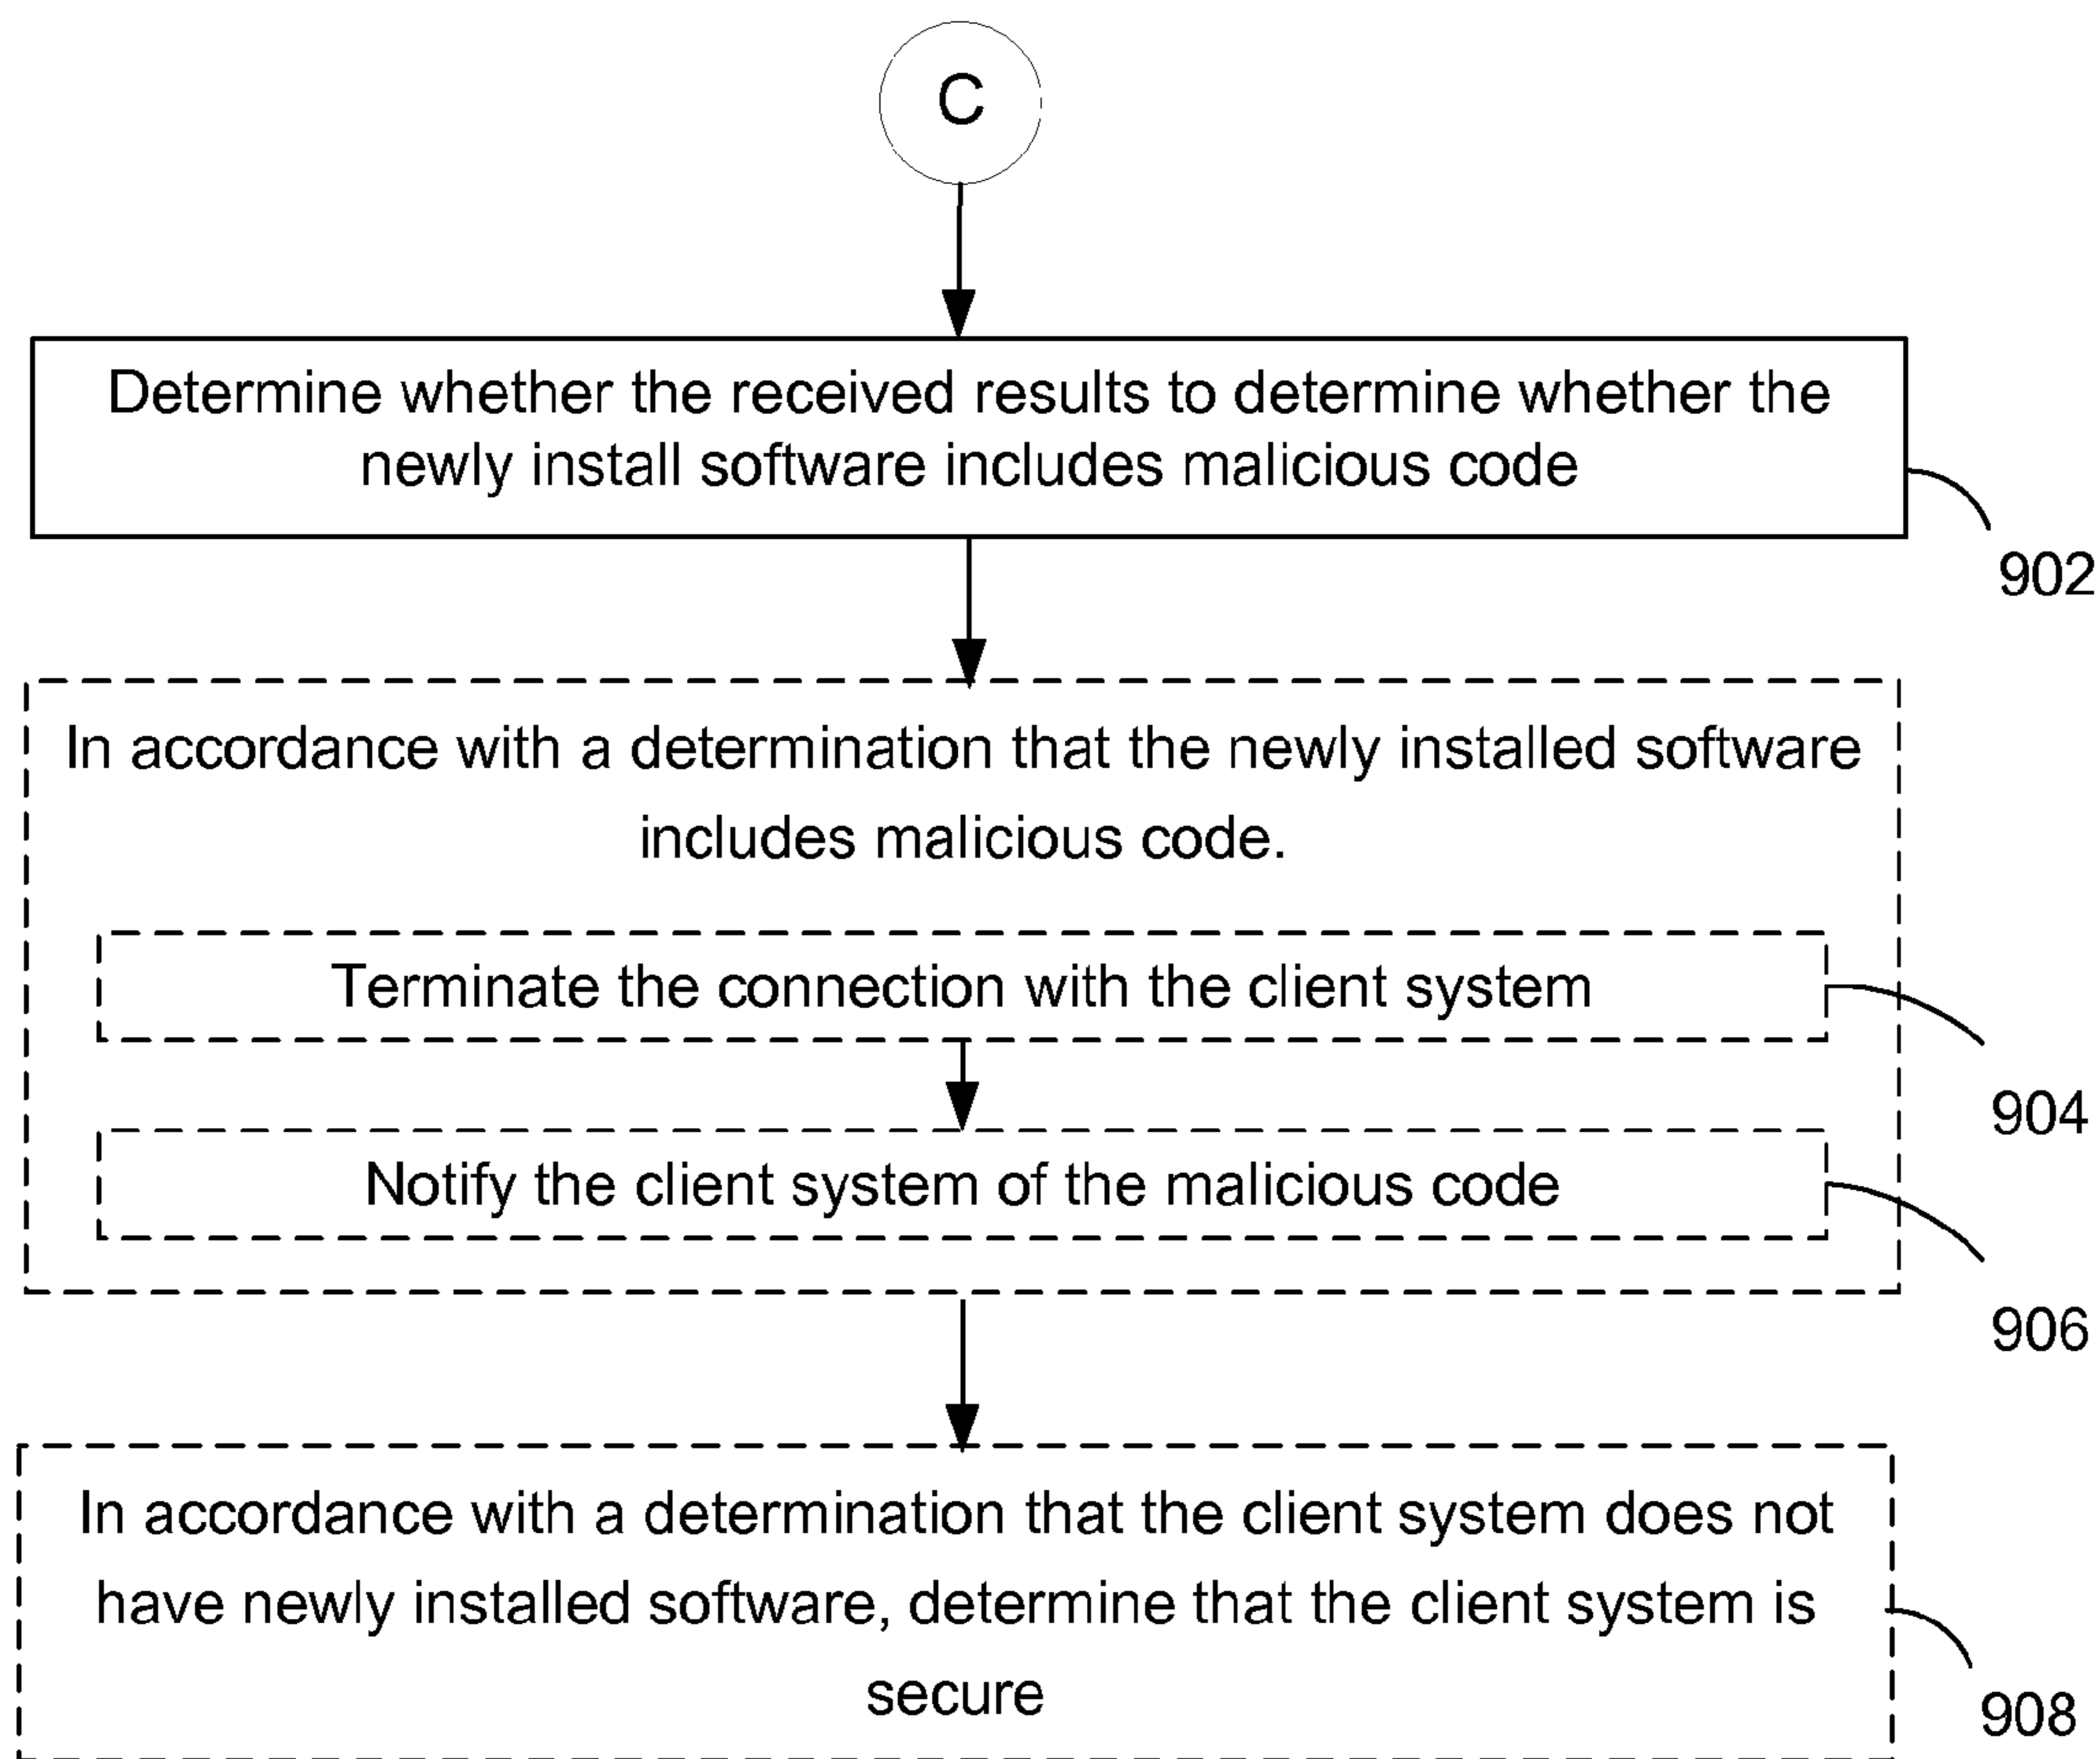 C
Determine whether the received results to determine whether the
newly install software includes malicious code
902
In accordance with a determination that the newly installed software
includes malicious code.
Terminate the connection with the client system
904
Notify the client system of the malicious code
906
In accordance with a determination that the client system does not
have newly installed software, determine that the client system is
secure
908